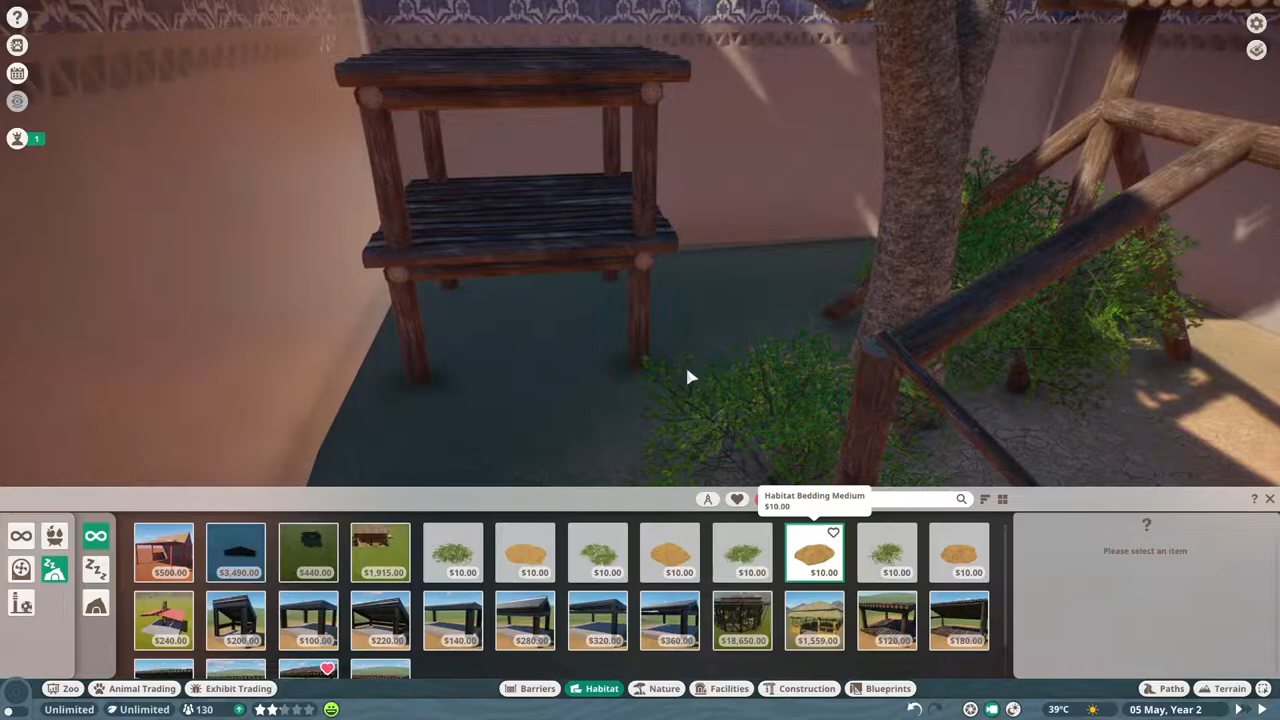 ?
1
Habitat Bedding Medium
$10.00
?
$500.00 $3,490.00 $440.00 $1,915.00 $10.00 $10.00 $10.00 $10.00 $10.00 $10.00 $10.00 $10.00
?
Please select an item
$240.00 $200.00 $100.00 $220.00 $140.00 $280.00 $320.00 $360.00 $18,650.00 $1,559.00 $120.00 $180.00
Zoo Animal Trading Exhibit Trading Barriers Habitat Nature Facilities Construction Blueprints Paths Terrain
Unlimited Unlimited 130 39°C 05 May, Year 2